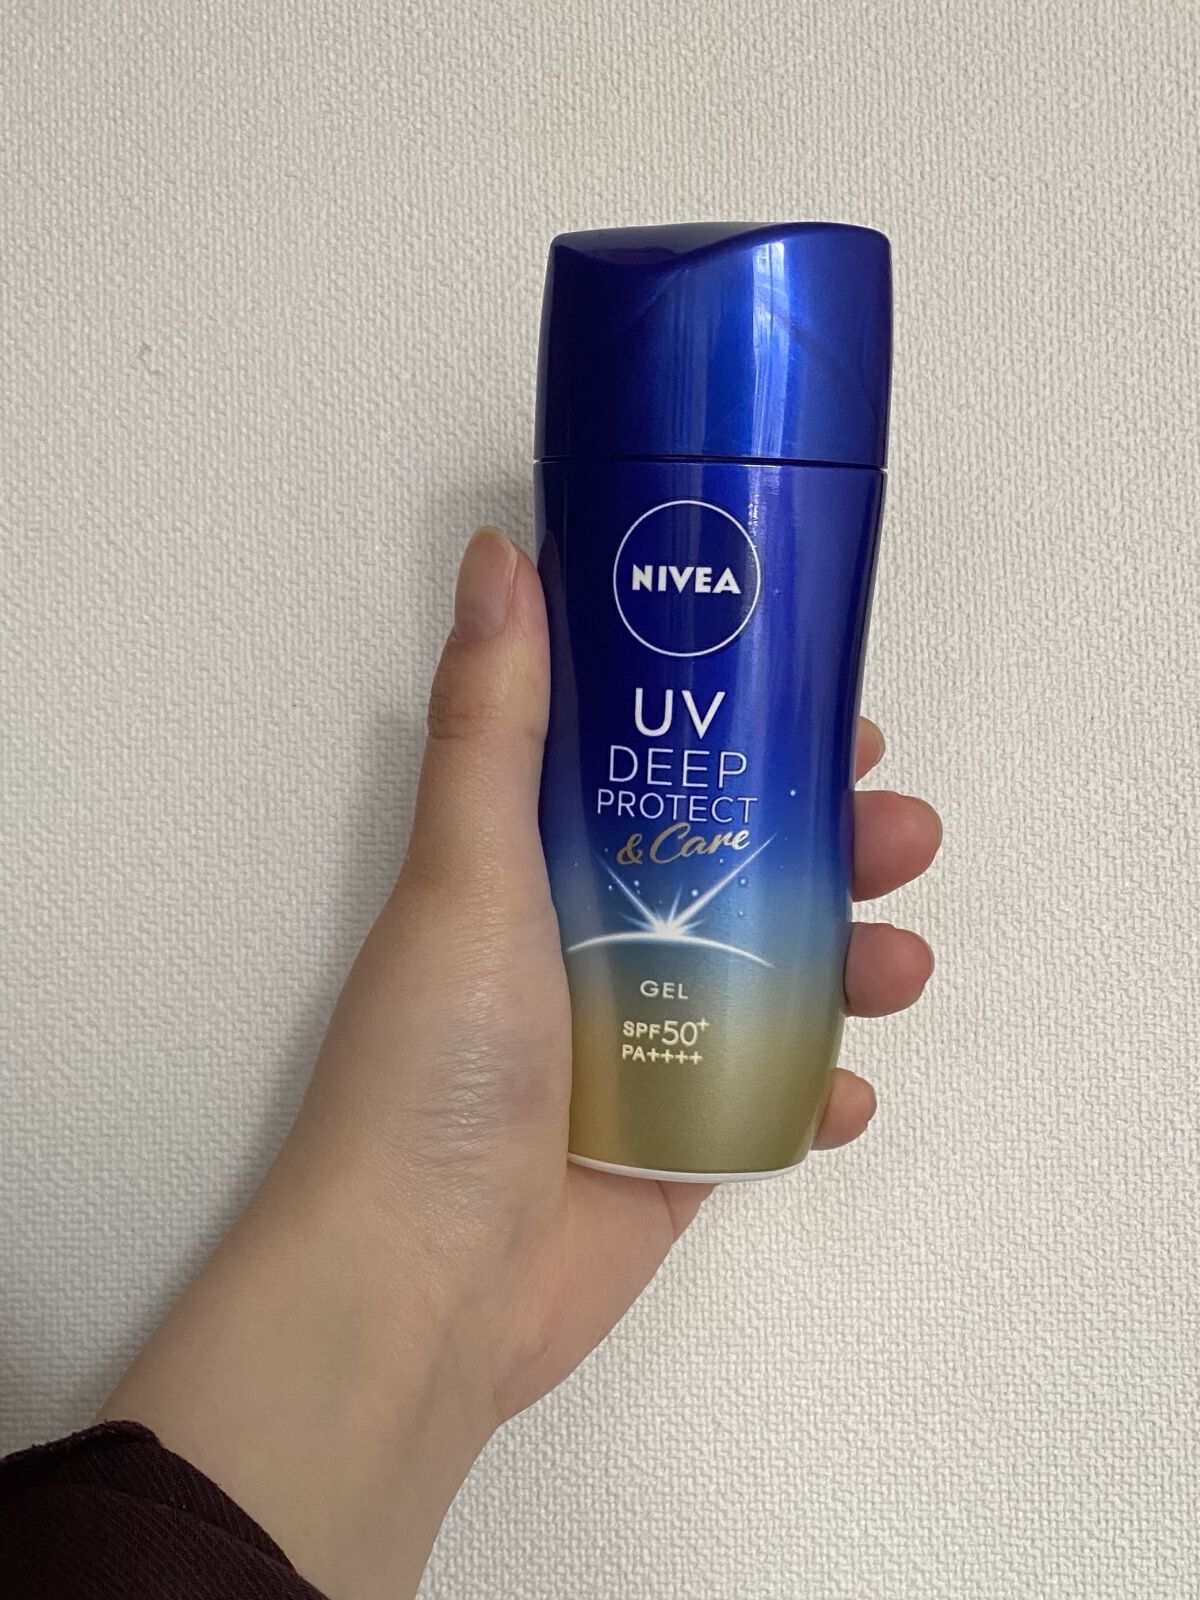 NIVEA
UV
DEEP
PROTECT
& Care
GEL
SPF50+
PA++++